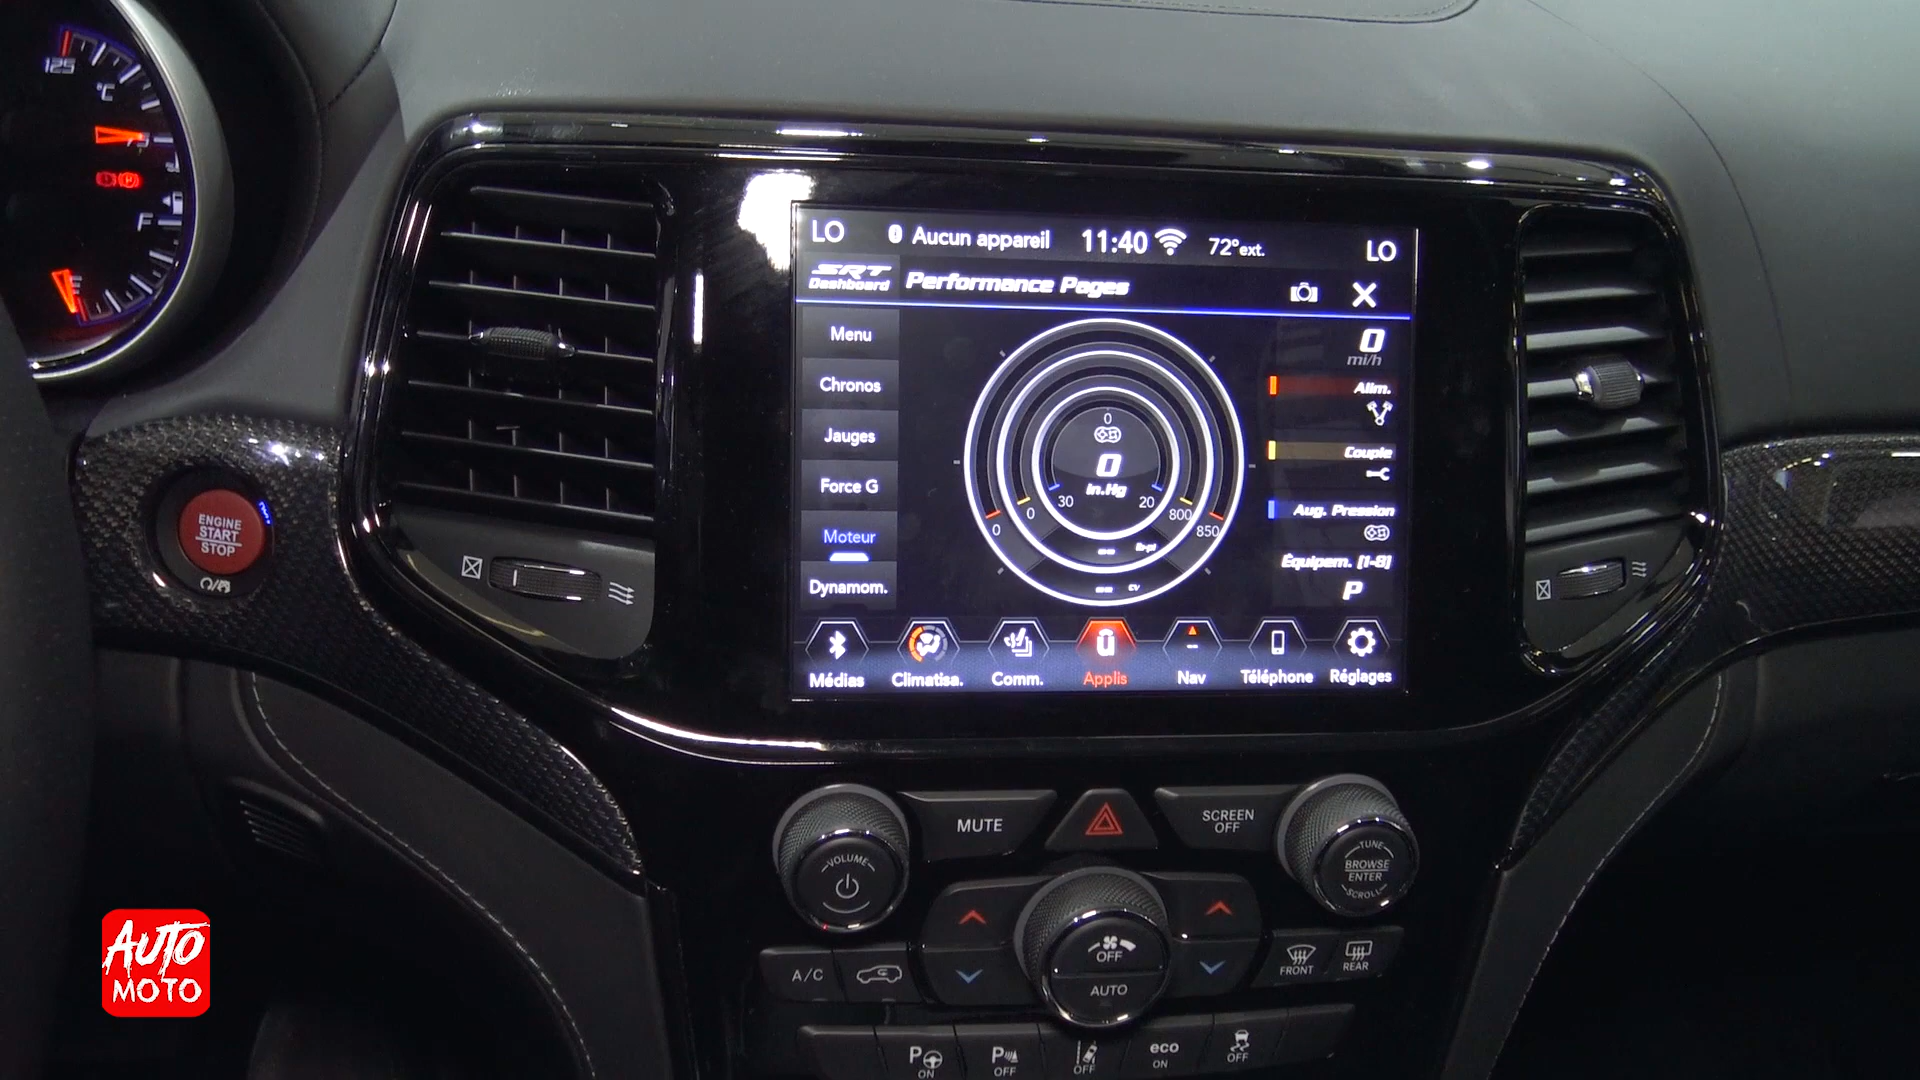 125
°C
F
E
LO
Aucun appareil
11:40
72°ext.
LO
SRT
Dashboard
Performance Pages
Menu
Chronos
Jauges
Force G
Moteur
Dynamom.
0
0
in.Hg
30
20
0
800
0
850
lb-pi
CV
0
mi/h
Alim.
Couple
Aug. Pression
Équipem. [1-8]
P
Médias
Climatisa.
Comm.
Applis
Nav
Téléphone
Réglages
ENGINE
START
STOP
MUTE
SCREEN
OFF
VOLUME
TUNE
BROWSE
ENTER
SCROLL
OFF
AUTO
A/C
FRONT
REAR
P
ON
P
OFF
OFF
eco
ON
OFF
AUTO
MOTO